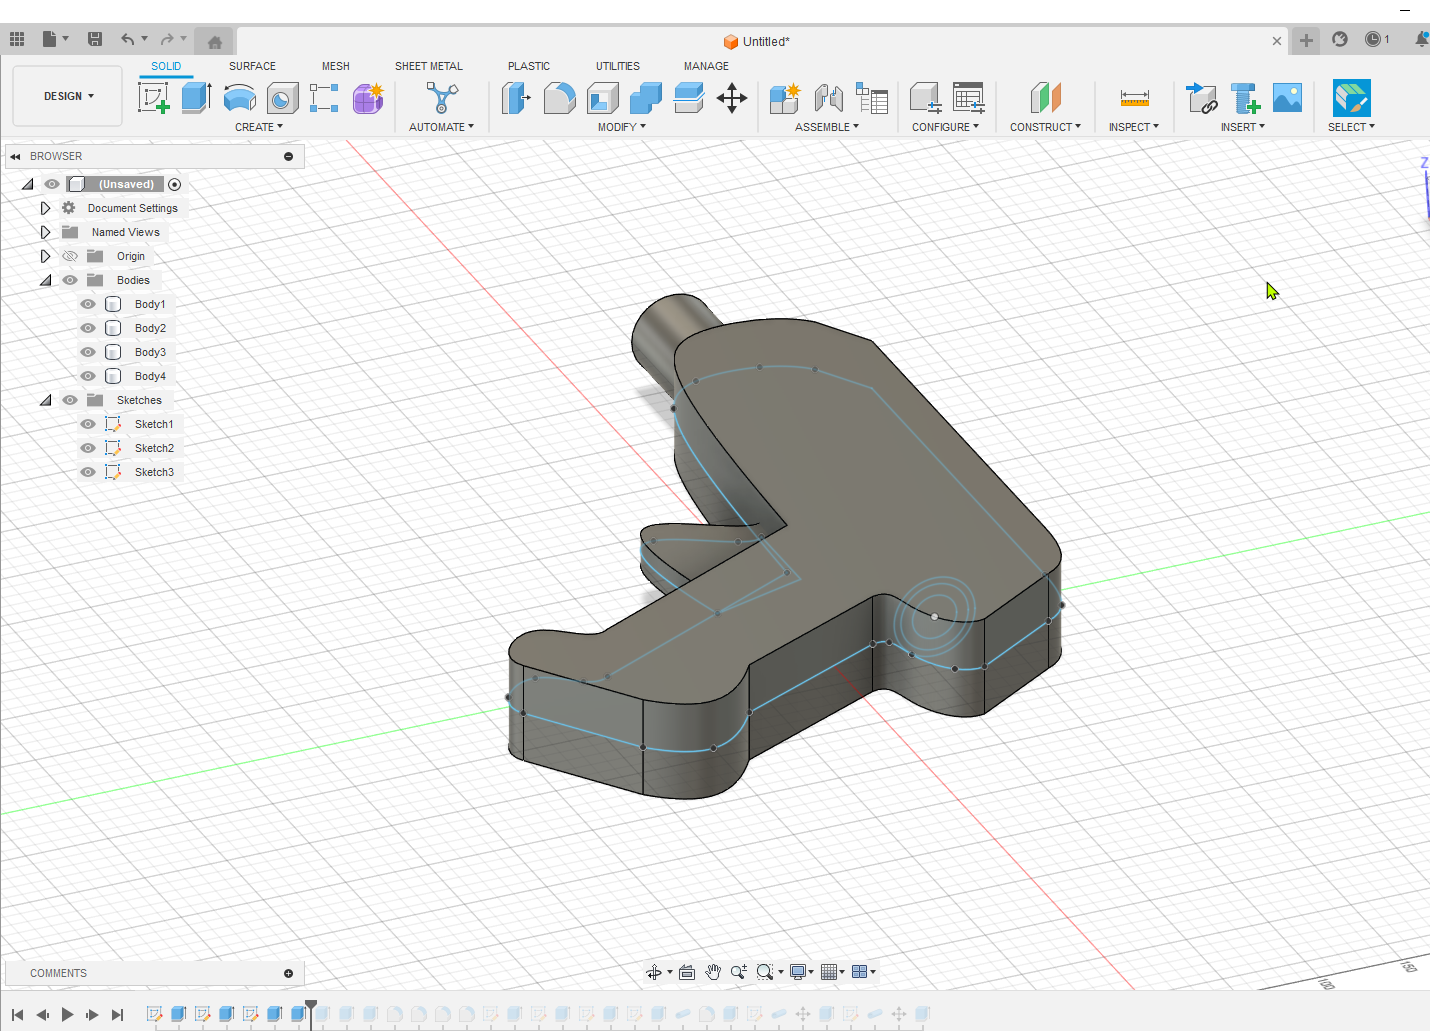 Untitled*
1
SOLID SURFACE MESH SHEET METAL PLASTIC UTILITIES MANAGE
DESIGN
CREATE AUTOMATE MODIFY ASSEMBLE CONFIGURE CONSTRUCT INSPECT INSERT SELECT
BROWSER
Z
(Unsaved)
Document Settings
Named Views
Origin
Bodies
Body1
Body2
Body3
Body4
Sketches
Sketch1
Sketch2
Sketch3
COMMENTS
150
100